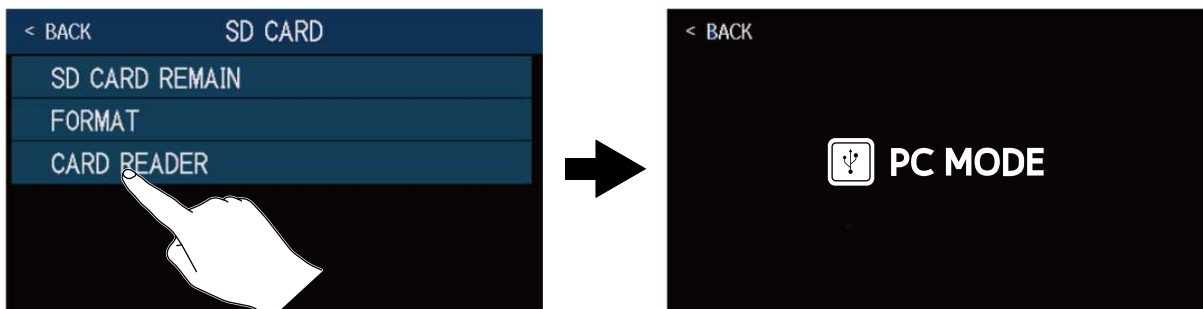 < BACK SD CARD
SD CARD REMAIN
FORMAT
CARD READER
< BACK
PC MODE